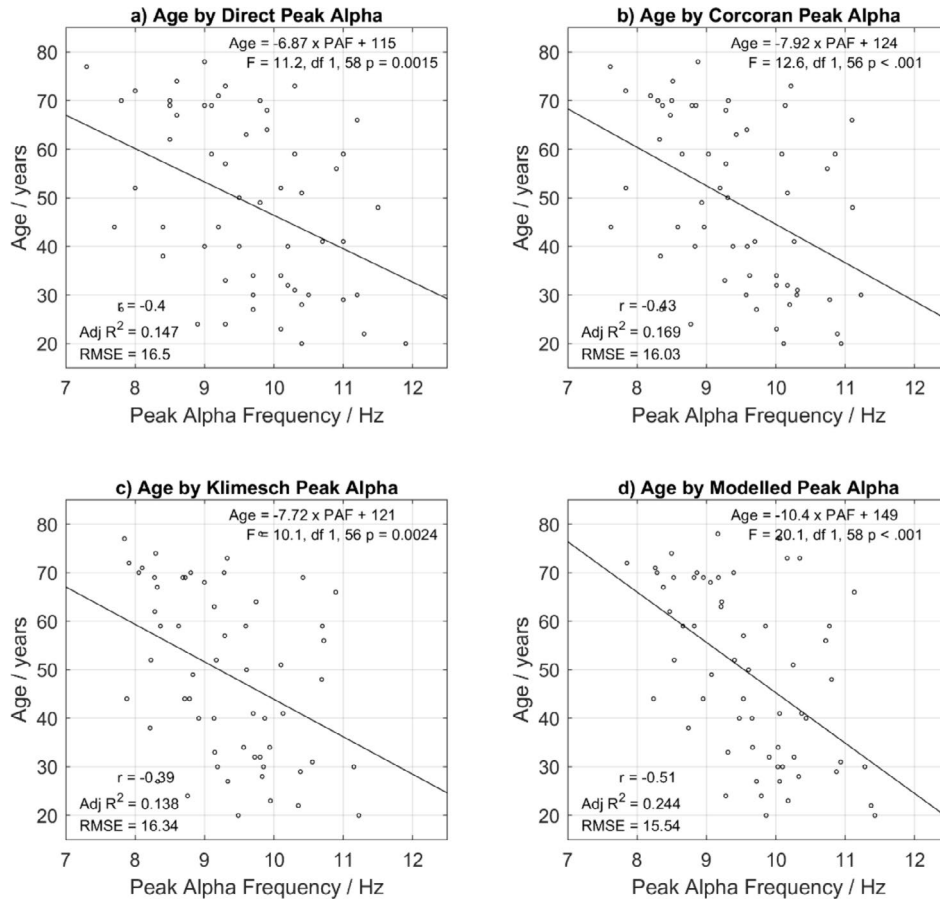 a) Age by Direct Peak Alpha
Age = -6.87 x PAF + 115
F = 11.2, df 1, 58 p = 0.0015
80
70
60
50
40
30
20
Age / years
r = -0.4
Adj R² = 0.147
RMSE = 16.5
7 8 9 10 11 12
Peak Alpha Frequency / Hz
b) Age by Corcoran Peak Alpha
Age = -7.92 x PAF + 124
F = 12.6, df 1, 56 p < .001
80
70
60
50
40
30
20
Age / years
r = -0.43
Adj R² = 0.169
RMSE = 16.03
7 8 9 10 11 12
Peak Alpha Frequency / Hz
c) Age by Klimesch Peak Alpha
Age = -7.72 x PAF + 121
F = 10.1, df 1, 56 p = 0.0024
80
70
60
50
40
30
20
Age / years
r = -0.39
Adj R² = 0.138
RMSE = 16.34
7 8 9 10 11 12
Peak Alpha Frequency / Hz
d) Age by Modelled Peak Alpha
Age = -10.4 x PAF + 149
F = 20.1, df 1, 58 p < .001
80
70
60
50
40
30
20
Age / years
r = -0.51
Adj R² = 0.244
RMSE = 15.54
7 8 9 10 11 12
Peak Alpha Frequency / Hz